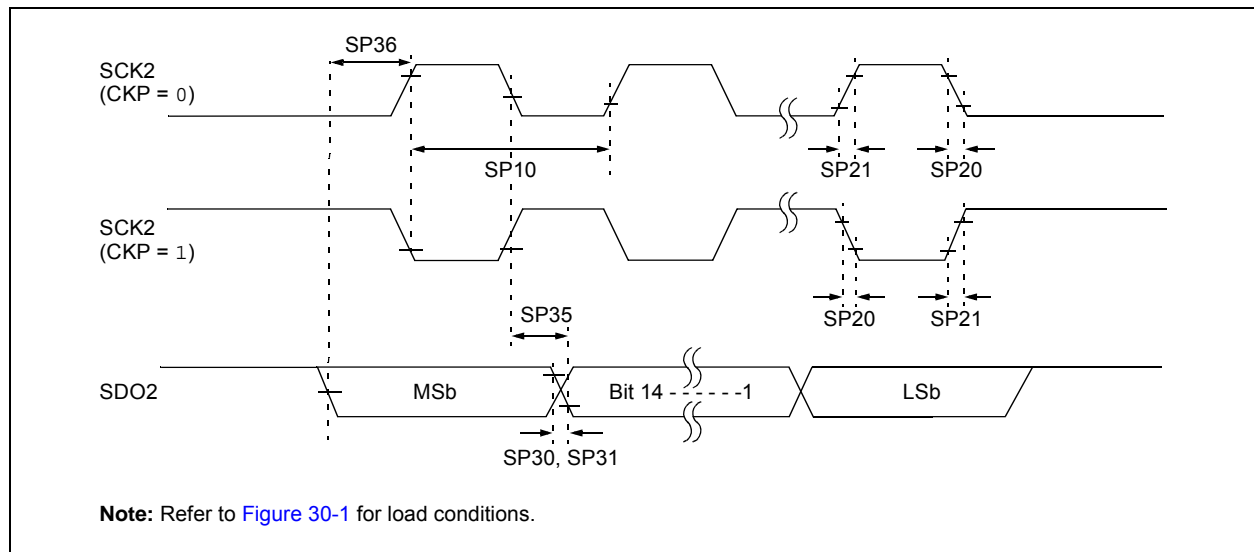 SP36
SCK2
(CKP = 0)
SP10
SP21
SP20
SCK2
(CKP = 1)
SP35
SP20
SP21
SDO2
MSb
Bit 14 - - - - - -1
LSb
SP30, SP31
Note: Refer to Figure 30-1 for load conditions.